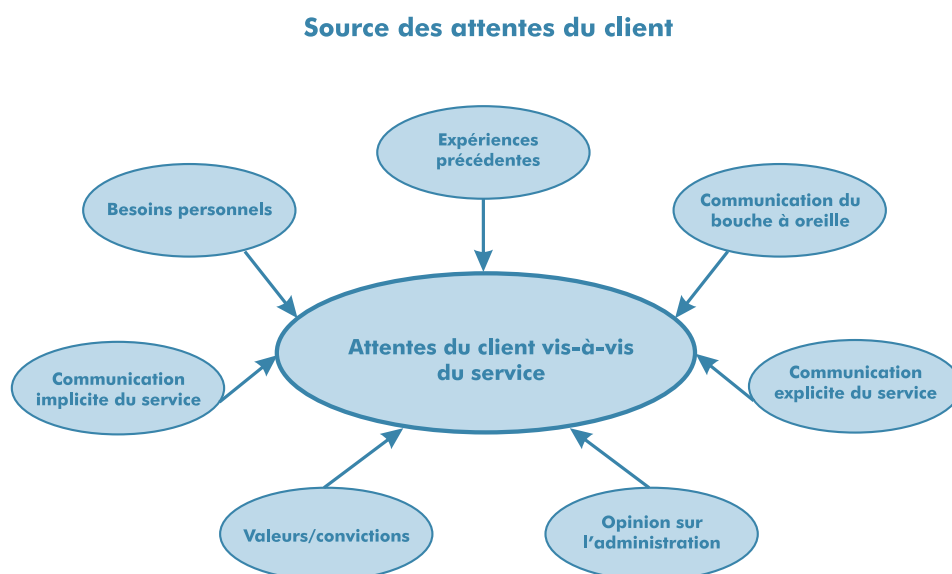 Source des attentes du client
Expériences
précédentes
Besoins personnels
Communication du
bouche à oreille
Attentes du client vis-à-vis
du service
Communication
implicite du service
Communication
explicite du service
Valeurs/convictions
Opinion sur
l'administration